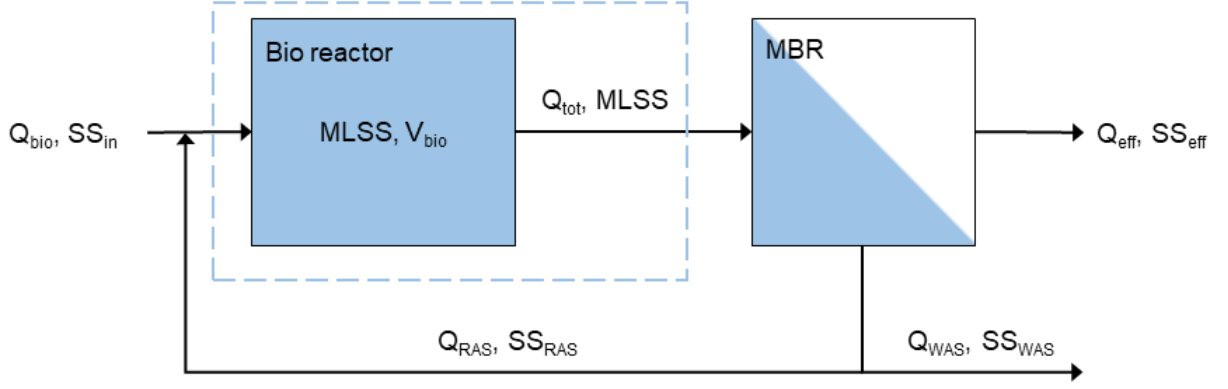 Bio reactor
MBR
Q_tot, MLSS
Q_bio, SS_in
MLSS, V_bio
Q_eff, SS_eff
Q_RAS, SS_RAS
Q_WAS, SS_WAS